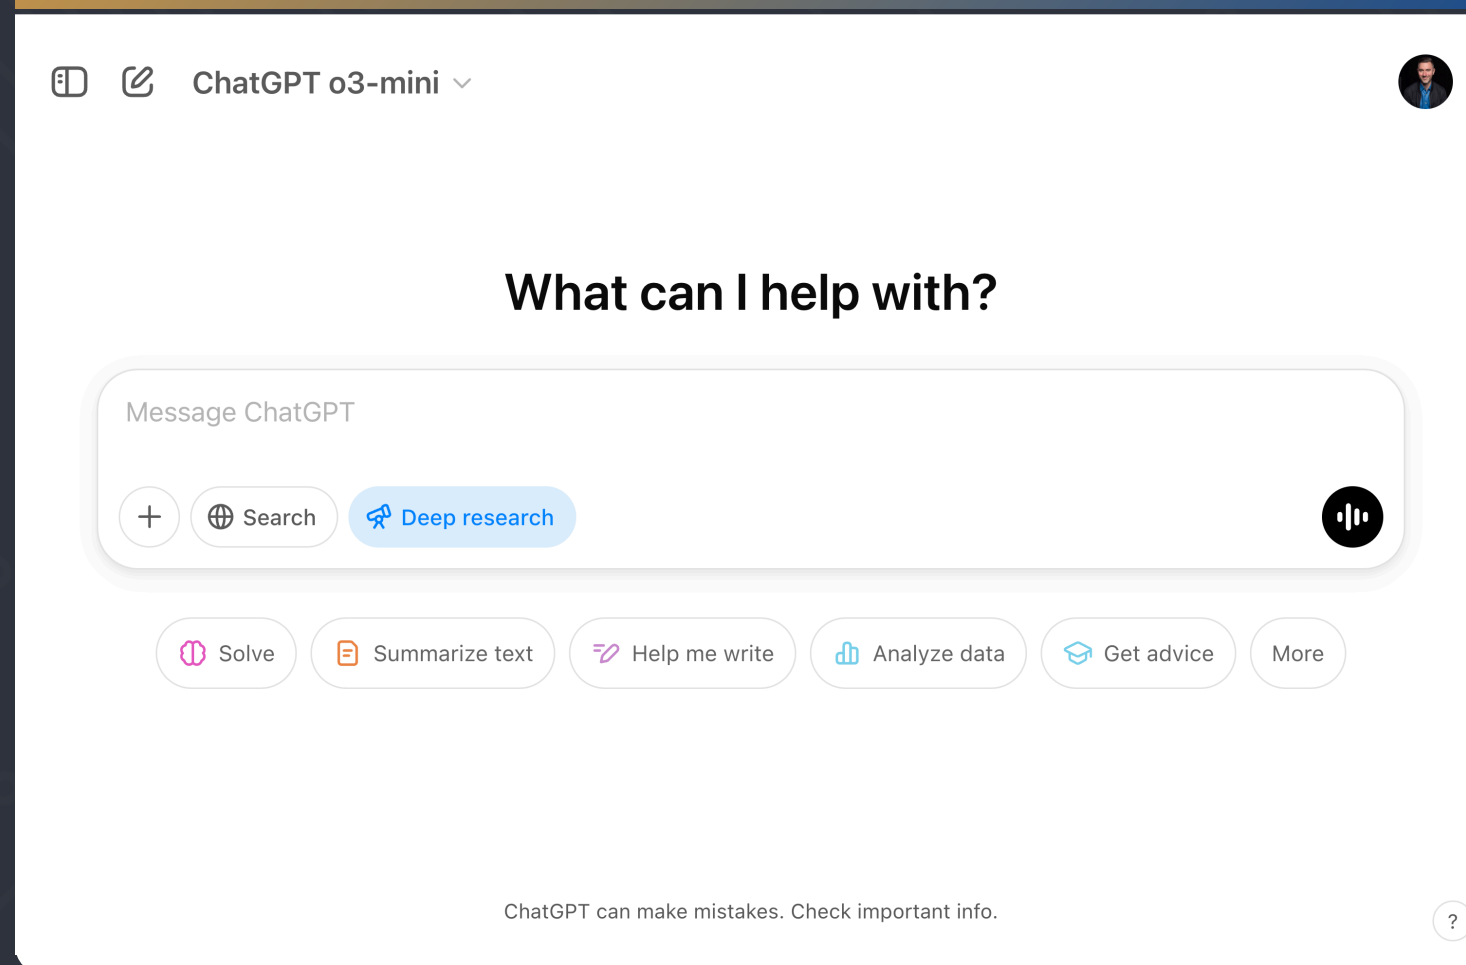 ChatGPT o3-mini
What can I help with?
Message ChatGPT
Search
Deep research
Solve
Summarize text
Help me write
Analyze data
Get advice
More
ChatGPT can make mistakes. Check important info.
?